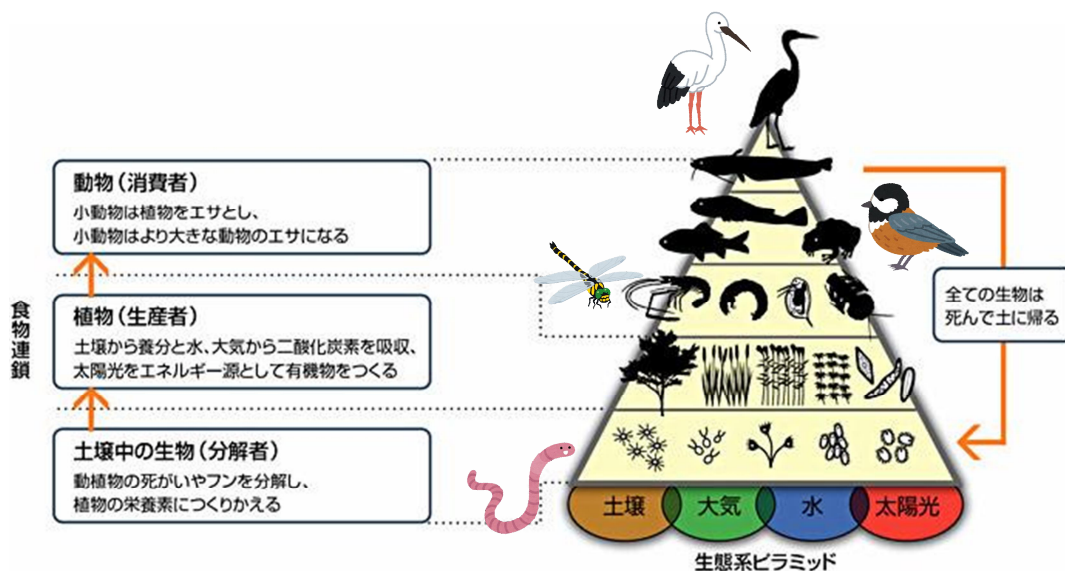 食物連鎖
動物（消費者）
小動物は植物をエサとし、
小動物はより大きな動物のエサになる
植物（生産者）
土壌から養分と水、大気から二酸化炭素を吸収、
太陽光をエネルギー源として有機物をつくる
土壌中の生物（分解者）
動植物の死がいやフンを分解し、
植物の栄養素につくりかえる
全ての生物は
死んで土に帰る
土壌
大気
水
太陽光
生態系ピラミッド